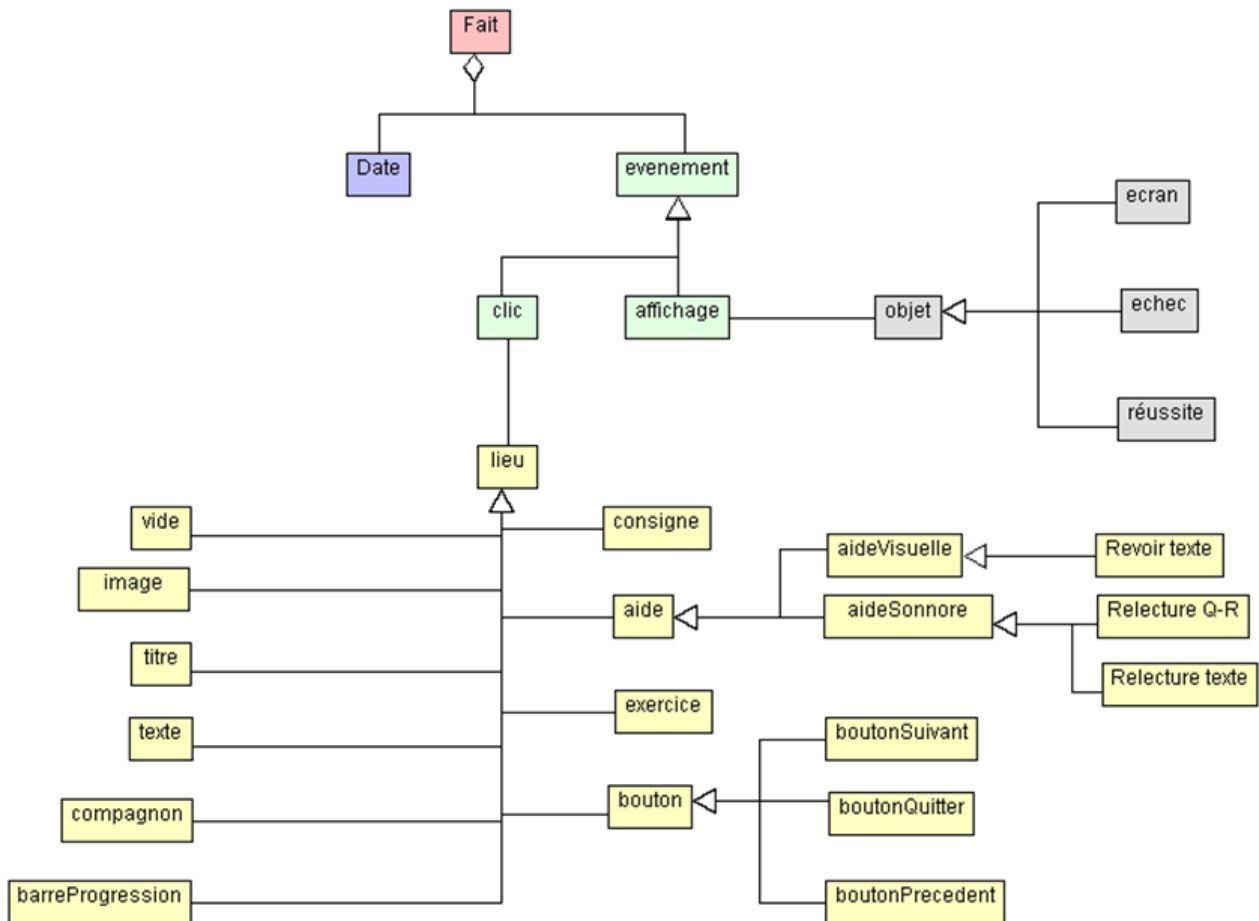 Fait
Date
evenement
ecran
clic
affichage
objet
echec
réussite
lieu
vide
consigne
aideVisuelle
Revoir texte
image
aide
aideSonnore
Relecture Q-R
titre
Relecture texte
exercice
texte
boutonSuivant
compagnon
bouton
boutonQuitter
barreProgression
boutonPrecedent